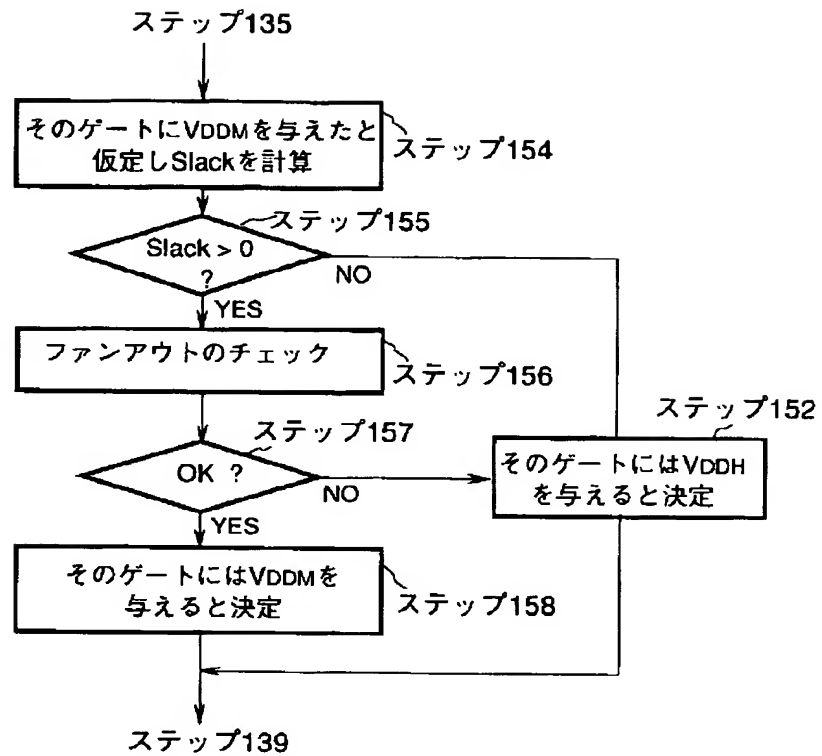 ステップ135
そのゲートにVDDMを与えたと
仮定しSlackを計算
ステップ154
ステップ155
Slack > 0
?
NO
YES
ファンアウトのチェック
ステップ156
ステップ157
OK ?
NO
YES
ステップ152
そのゲートにはVDDH
を与えると決定
そのゲートにはVDDMを
与えると決定
ステップ158
ステップ139